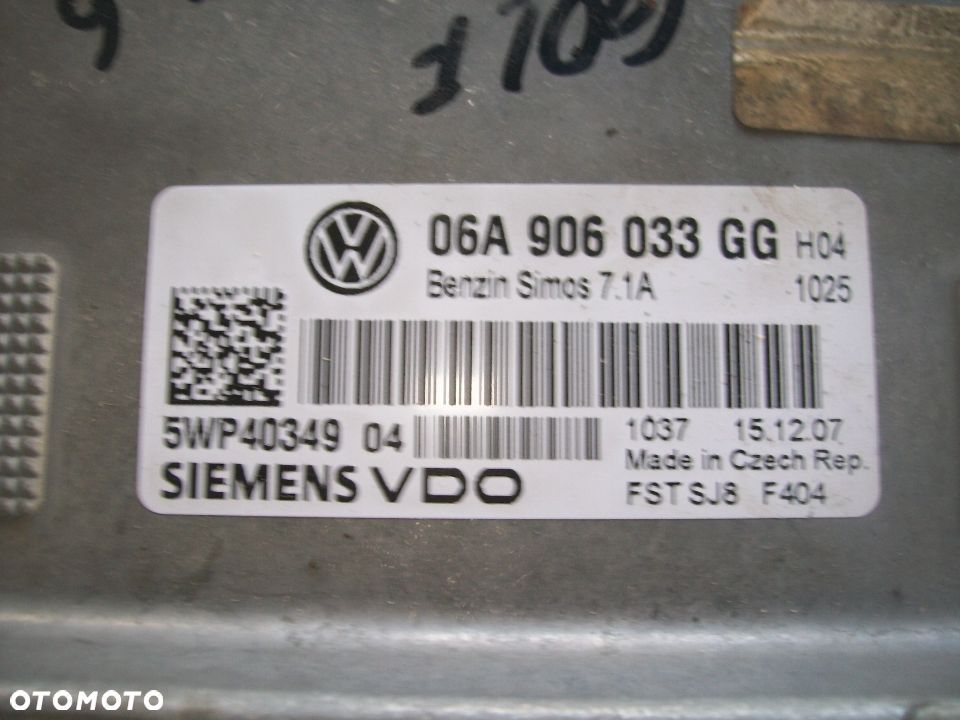 06A 906 033 GG H04
Benzin Simos 7.1A 1025
5WP40349 04
1037 15.12.07
Made in Czech Rep.
SIEMENS VDO
FST SJ8 F404
OTOMOTO